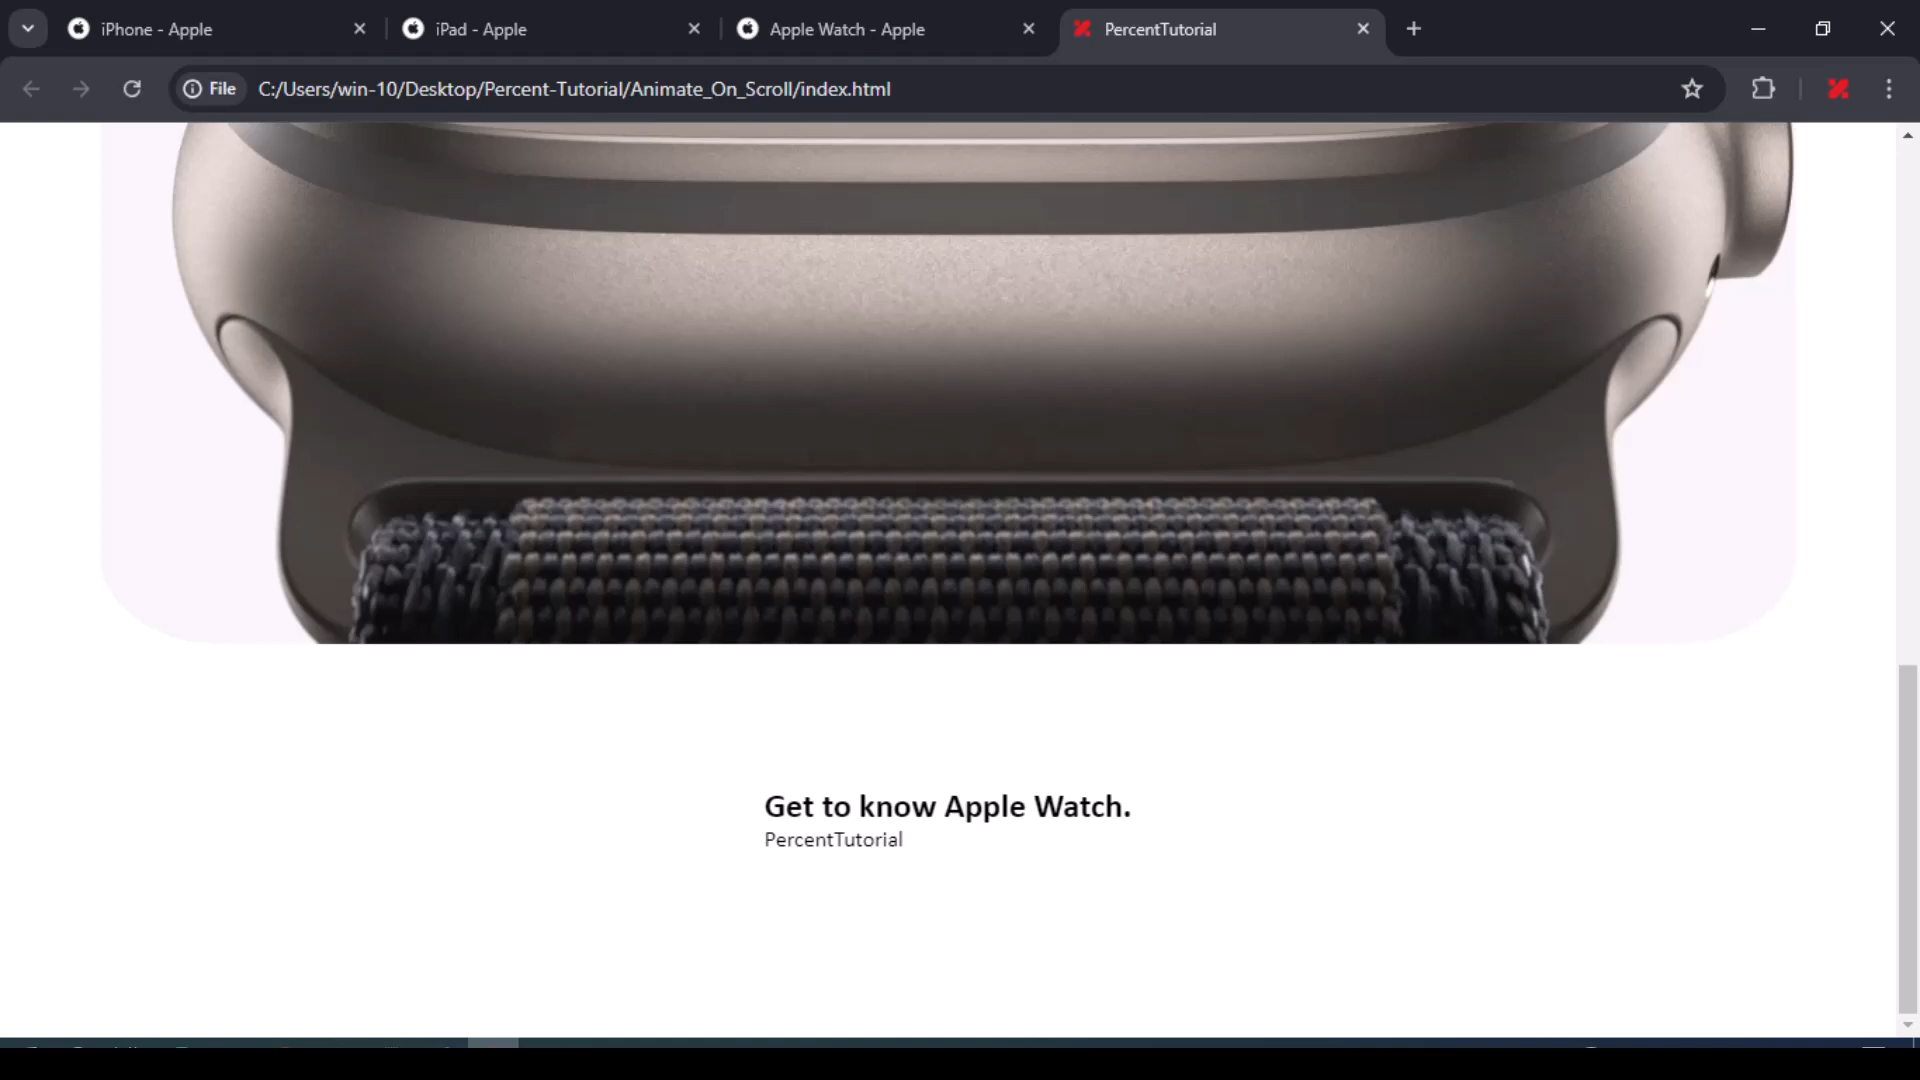 iPhone - Apple
iPad - Apple
Apple Watch - Apple
PercentTutorial
File
C:/Users/win-10/Desktop/Percent-Tutorial/Animate_On_Scroll/index.html
Get to know Apple Watch.
PercentTutorial